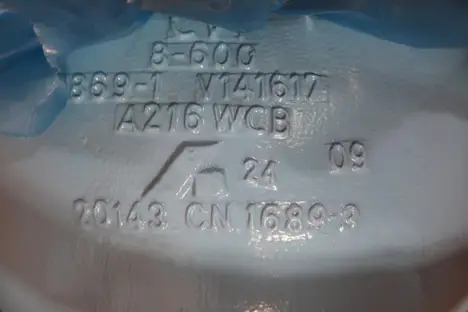 8-600
869-1 V141617
A216 WCB
24 09
20143 CN 1689-3